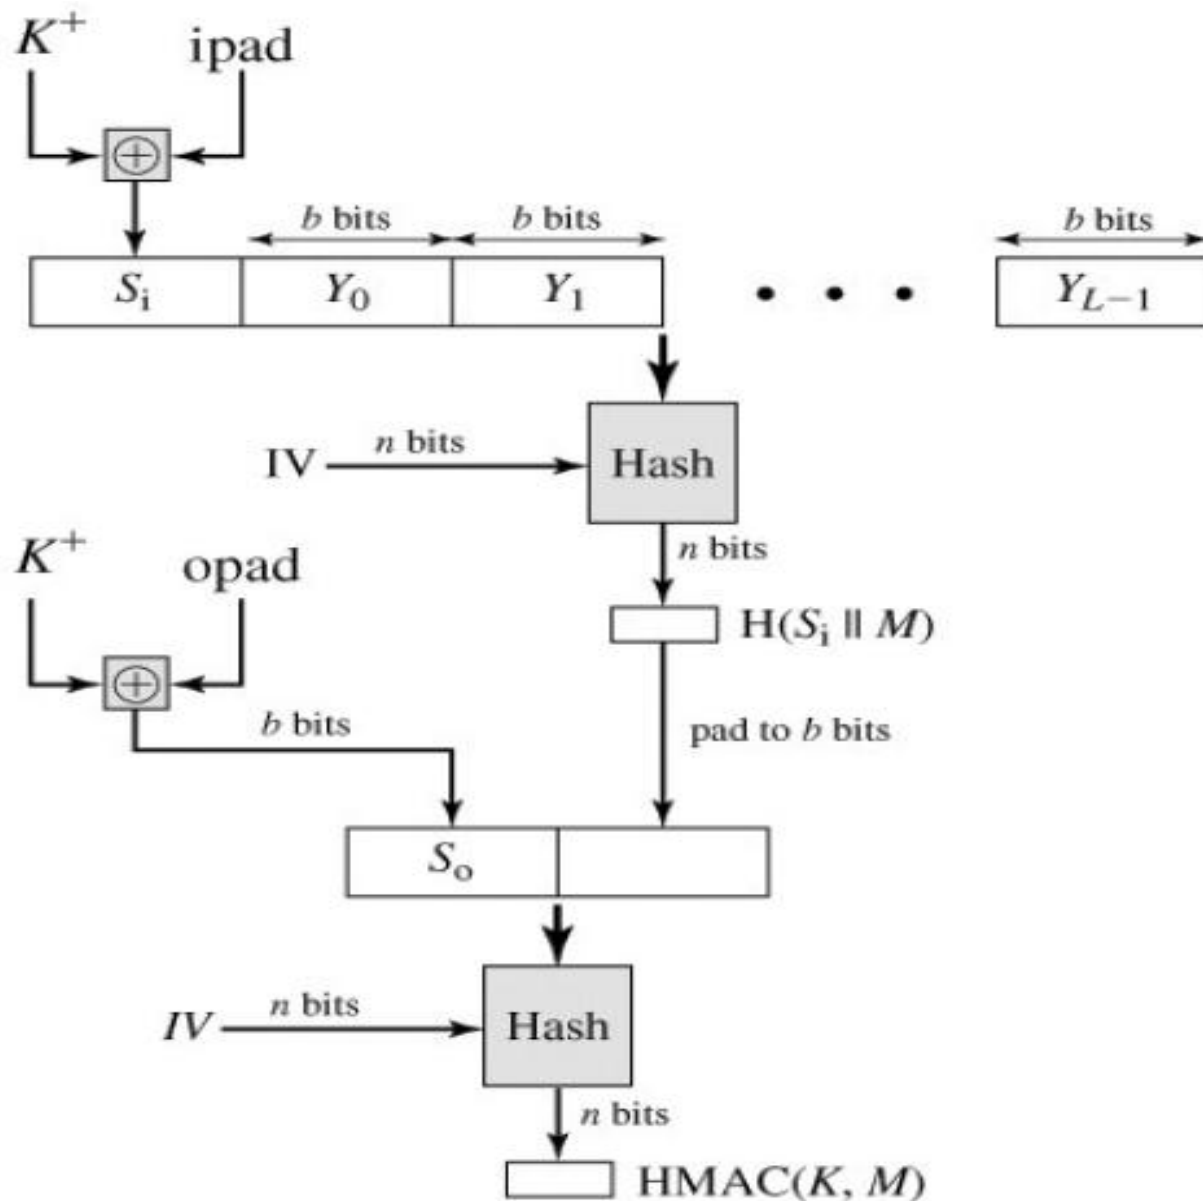 K⁺ ipad
b bits b bits b bits
Sᵢ Y₀ Y₁ • • • Y_{L−1}
IV n bits Hash
n bits
K⁺ opad
H(Sᵢ || M)
b bits
pad to b bits
Sₒ
IV n bits Hash
n bits
HMAC(K, M)